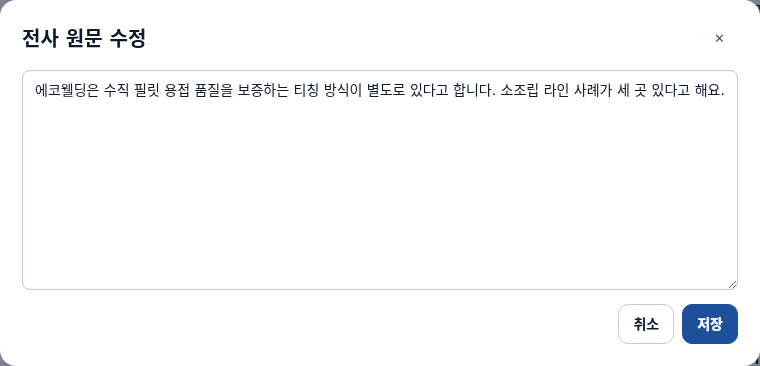 전사 원문 수정
×
에코웰딩은 수직 필릿 용접 품질을 보증하는 티칭 방식이 별도로 있다고 합니다. 소조립 라인 사례가 세 곳 있다고 해요.
취소
저장